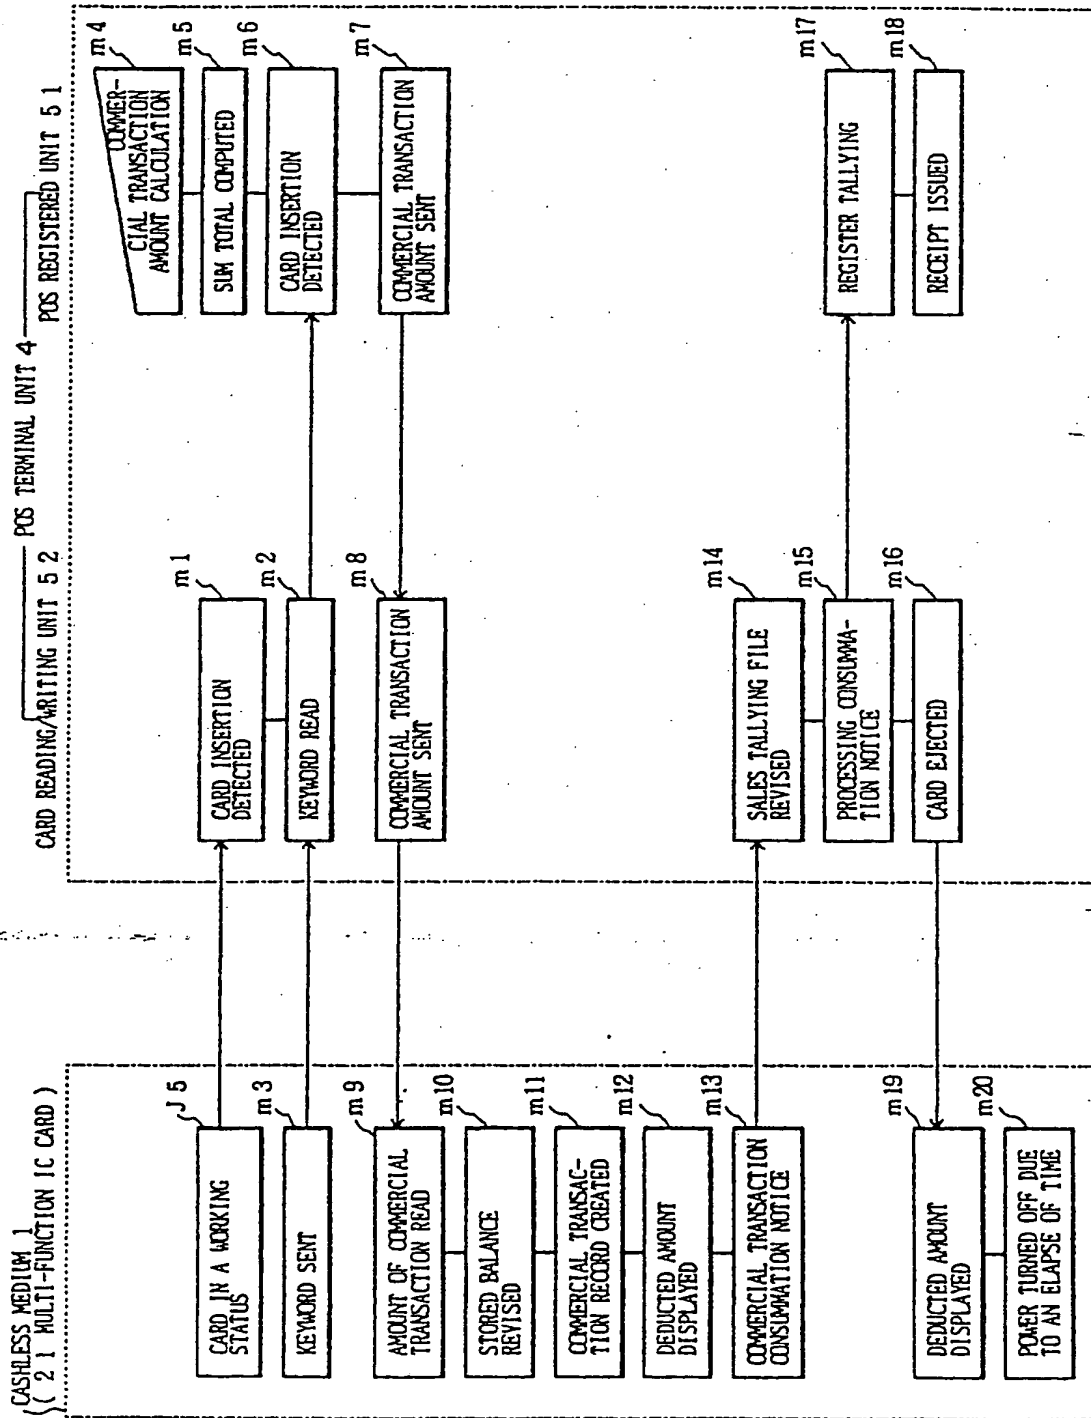 CASHLESS MEDIUM 1
( 2 1 MULTI-FUNCTION IC CARD )
J 5
CARD IN A WORKING
STATUS
m 3
KEYWORD SENT
m 9
AMOUNT OF COMMERCIAL
TRANSACTION READ
m10
STORED BALANCE
REVISED
m11
COMMERCIAL TRANSAC-
TION RECORD CREATED
m12
DEDUCTED AMOUNT
DISPLAYED
m13
COMMERCIAL TRANSACTION
CONSUMMATION NOTICE
m19
DEDUCTED AMOUNT
DISPLAYED
m20
POWER TURNED OFF DUE
TO AN ELAPSE OF TIME
POS TERMINAL UNIT 4
CARD READING/WRITING UNIT 5 2
m 1
CARD INSERTION
DETECTED
m 2
KEYWORD READ
m 8
COMMERCIAL TRANSACTION
AMOUNT SENT
m14
SALES TALLYING FILE
REVISED
m15
PROCESSING CONSUMMA-
TION NOTICE
m16
CARD EJECTED
POS REGISTERED UNIT 5 1
m 4
COMMER-
CIAL TRANSACTION
AMOUNT CALCULATION
m 5
SUM TOTAL COMPUTED
m 6
CARD INSERTION
DETECTED
m 7
COMMERCIAL TRANSACTION
AMOUNT SENT
m17
REGISTER TALLYING
m18
RECEIPT ISSUED